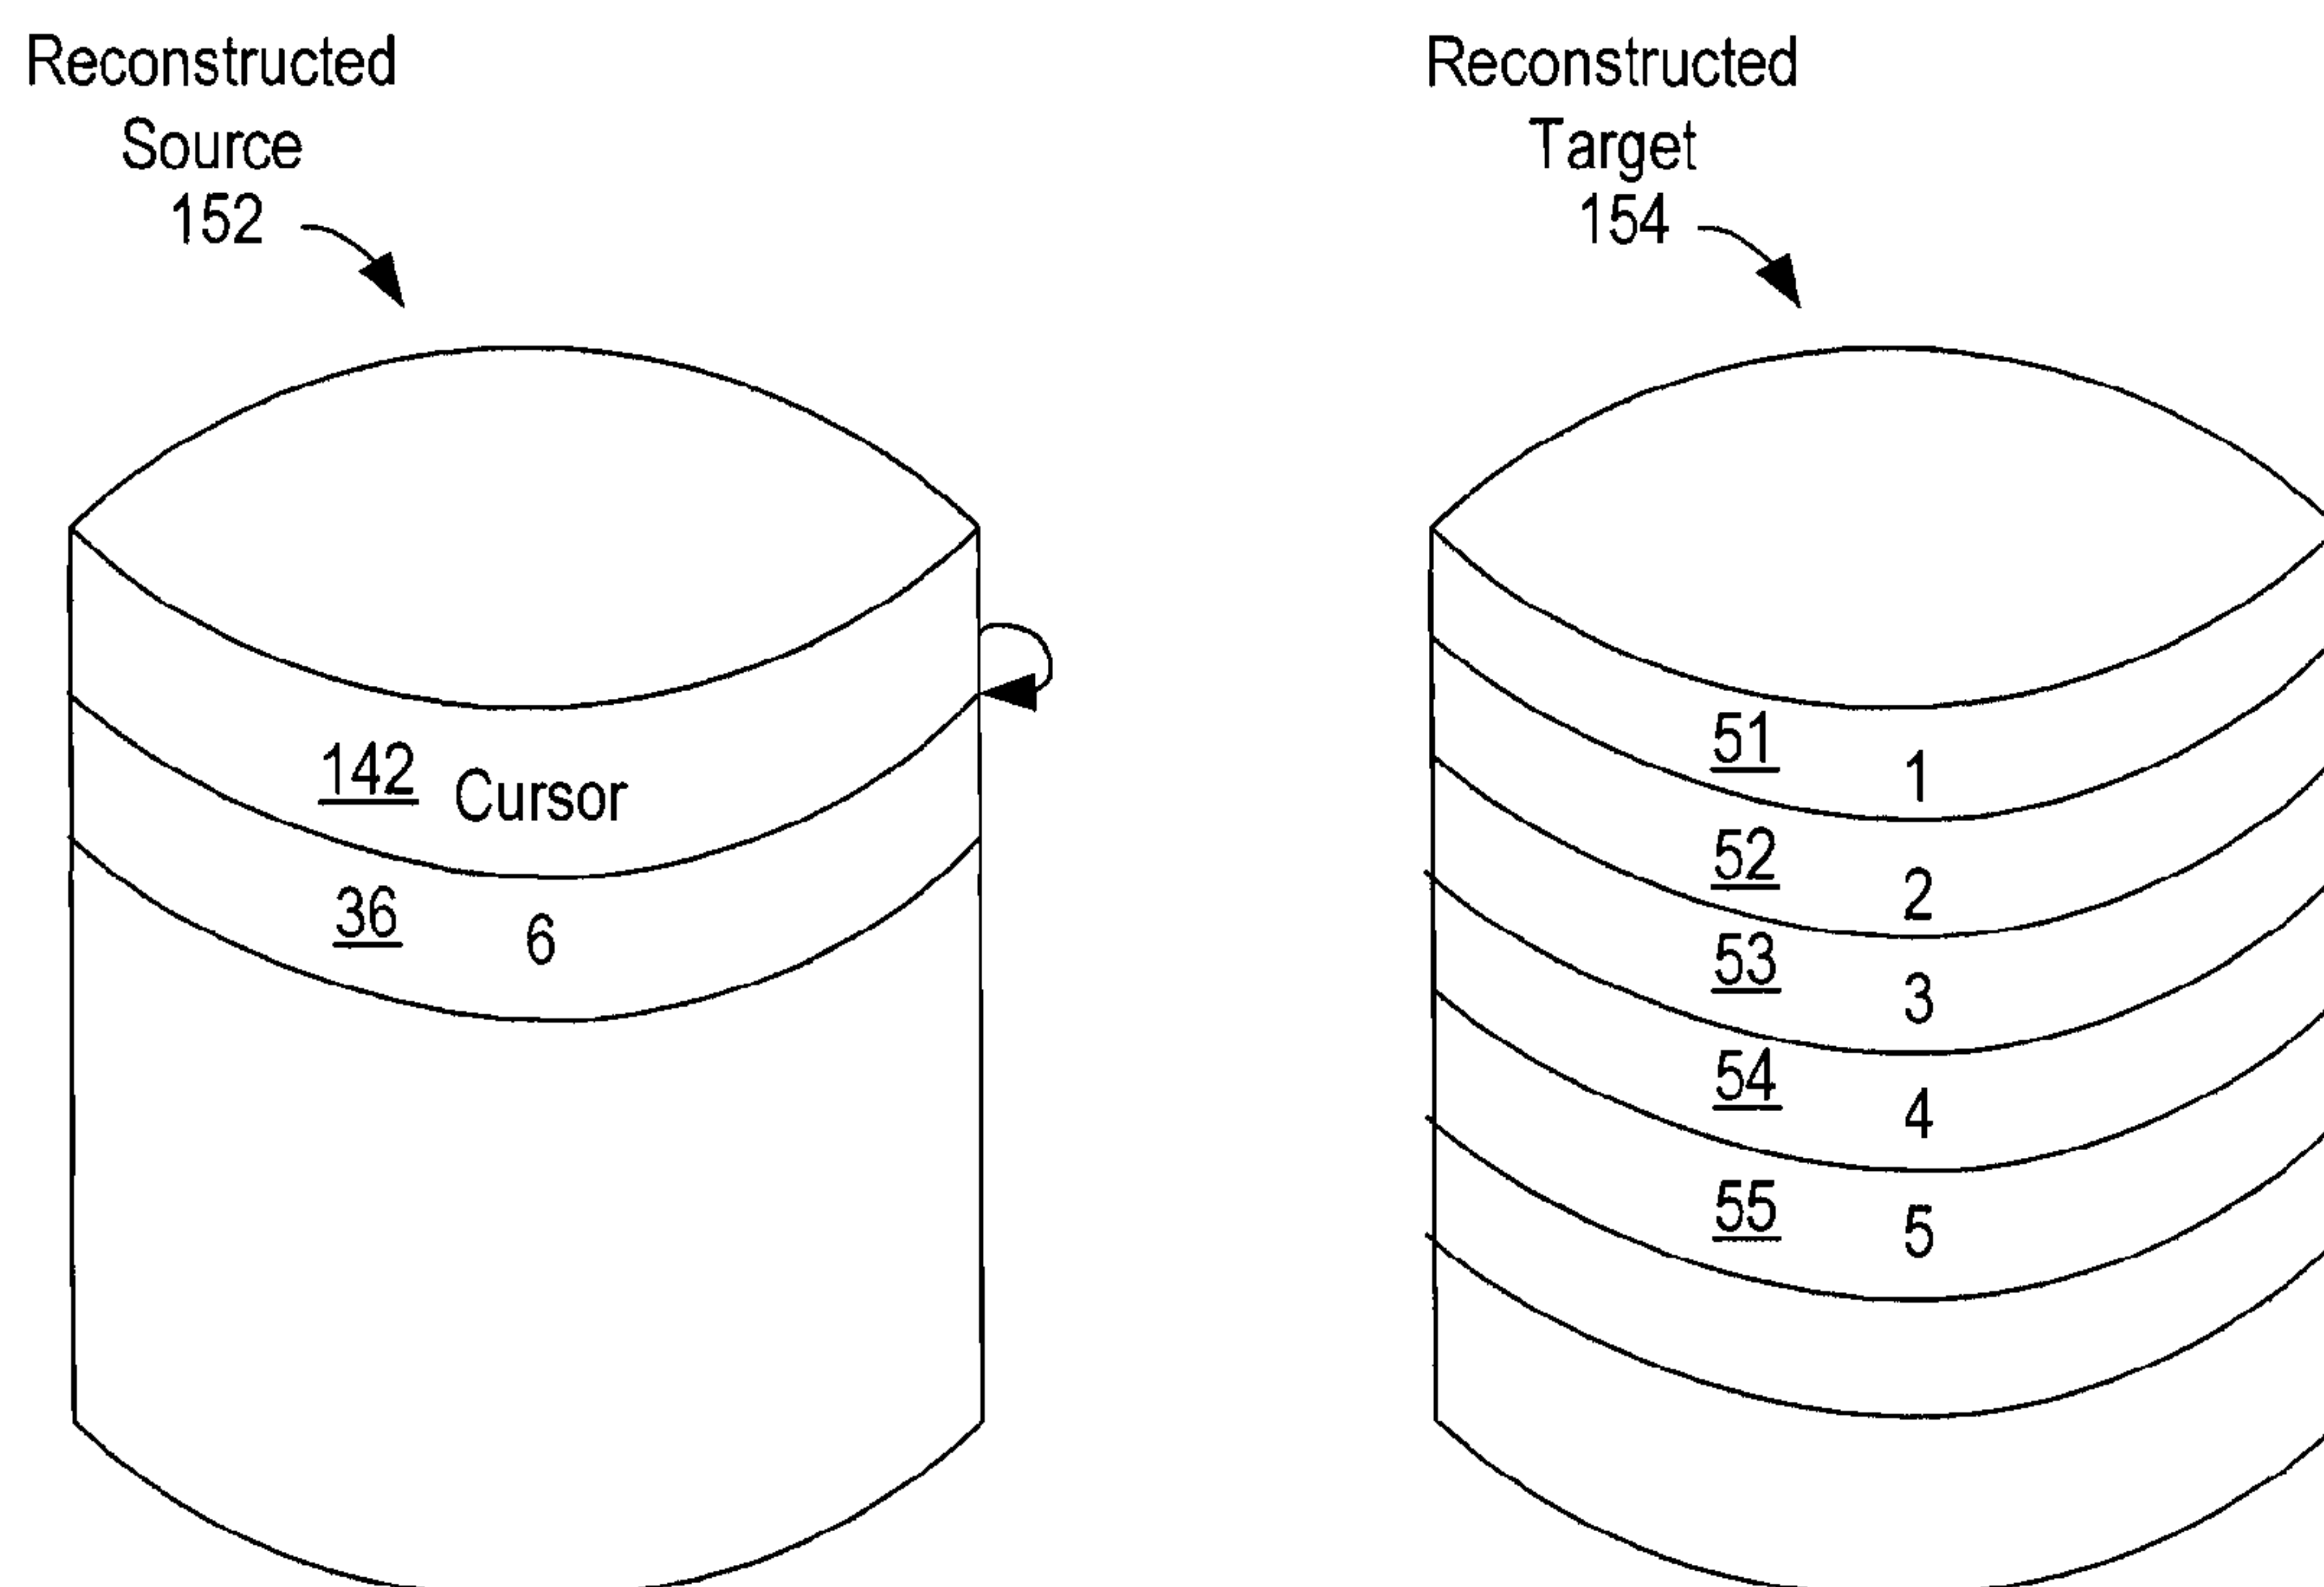 Reconstructed
Source
152
142 Cursor
36 6
Reconstructed
Target
154
51 1
52 2
53 3
54 4
55 5